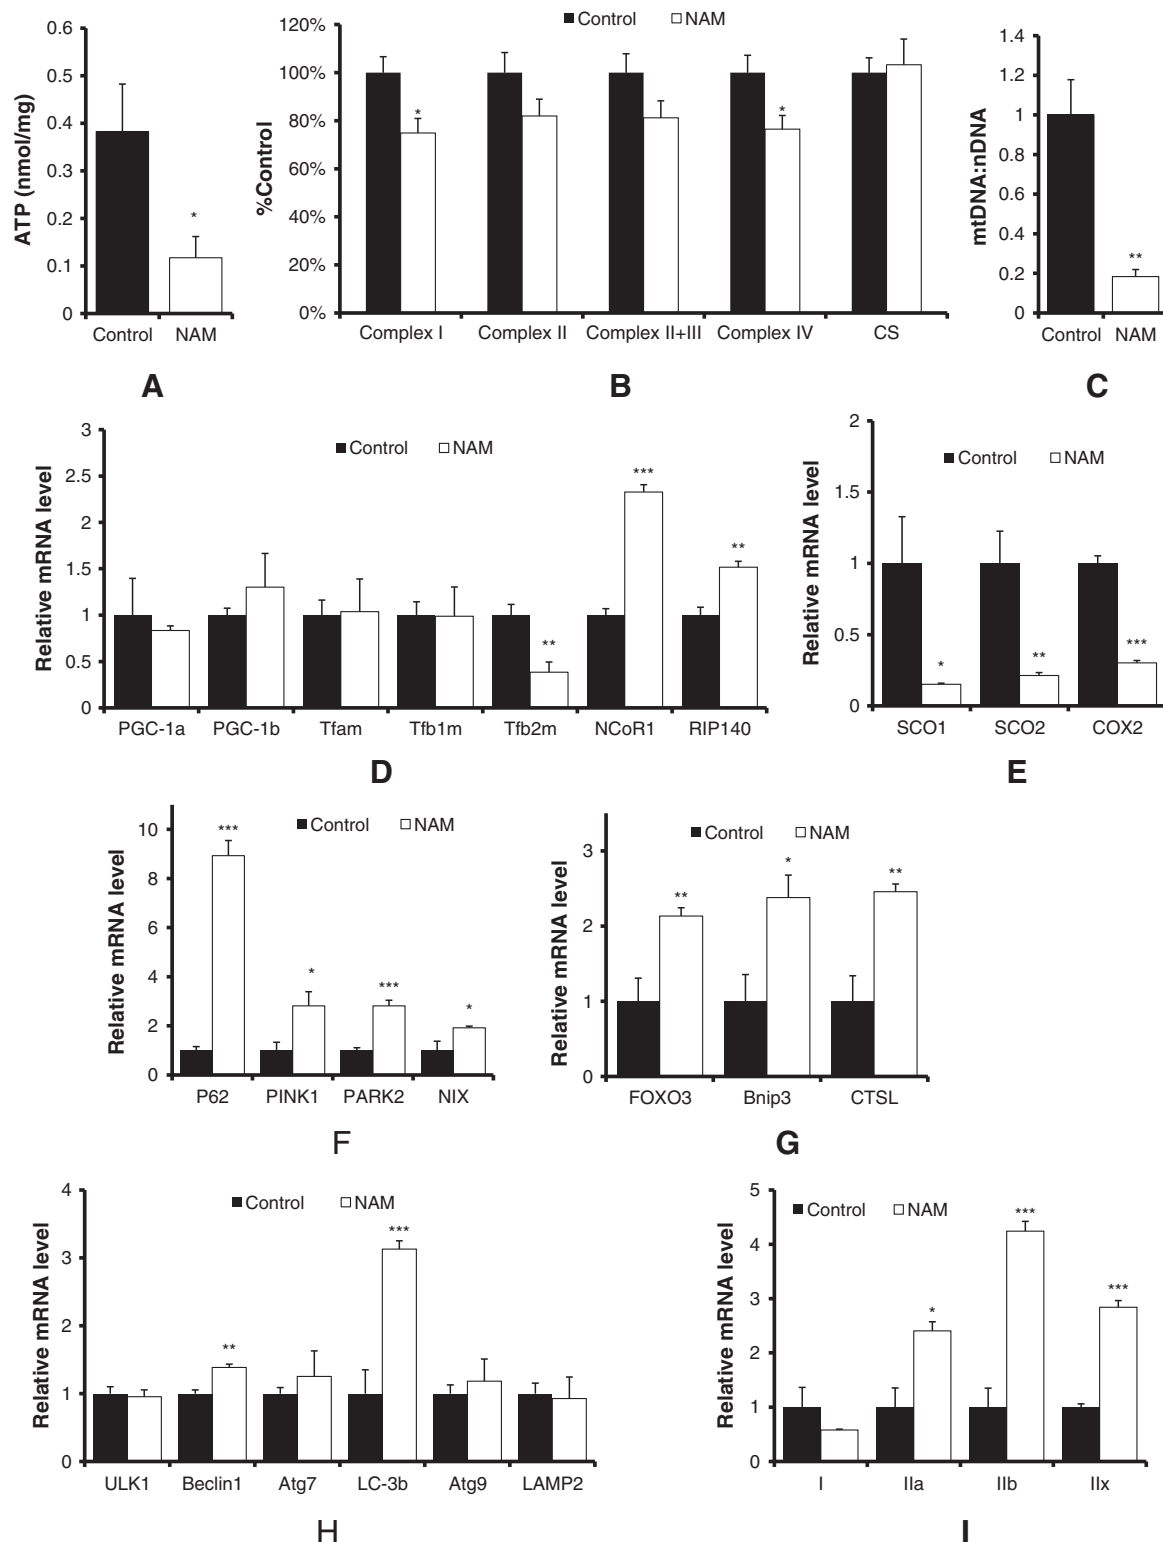 ATP (nmol/mg)
0.6
0.5
0.4
0.3
0.2
0.1
0
*
Control NAM
A
Control NAM
%Control
120%
100%
80%
60%
40%
20%
0%
* *
Complex I Complex II Complex II+III Complex IV CS
B
mtDNA:nDNA
1.4
1.2
1
0.8
0.6
0.4
0.2
0
**
Control NAM
C
Relative mRNA level
3
2.5
2
1.5
1
0.5
0
Control NAM
** *** **
PGC-1a PGC-1b Tfam Tfb1m Tfb2m NCoR1 RIP140
D
Relative mRNA level
2
1.5
1
0.5
0
Control NAM
* ** ***
SCO1 SCO2 COX2
E
Relative mRNA level
10
8
6
4
2
0
Control NAM
*** * *** *
P62 PINK1 PARK2 NIX
F
Relative mRNA level
3
2
1
0
Control NAM
** * **
FOXO3 Bnip3 CTSL
G
Relative mRNA level
4
3
2
1
0
Control NAM
** ***
ULK1 Beclin1 Atg7 LC-3b Atg9 LAMP2
H
Relative mRNA level
5
4
3
2
1
0
Control NAM
* *** ***
I IIa IIb IIx
I